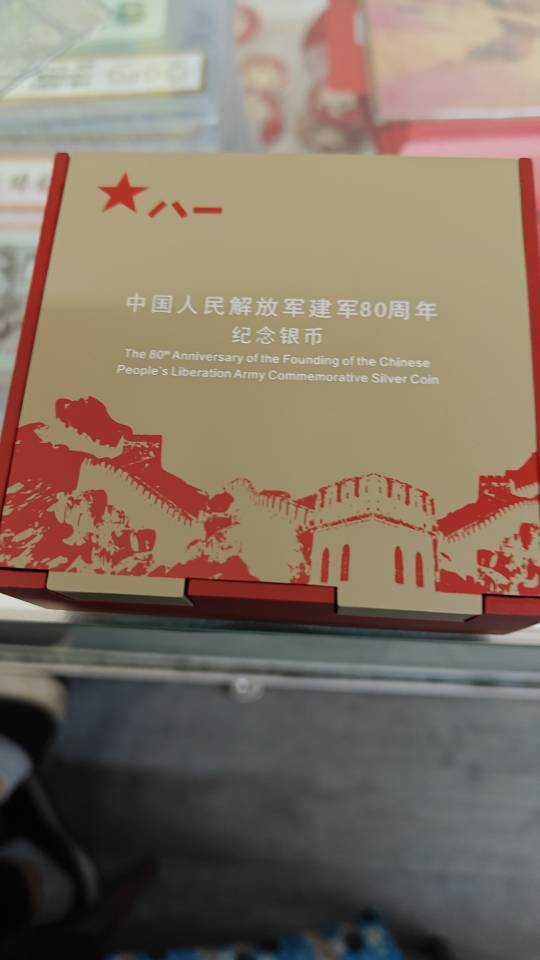 八一
中国人民解放军建军80周年
纪念银币
The 80th Anniversary of the Founding of the Chinese
People's Liberation Army Commemorative Silver Coin